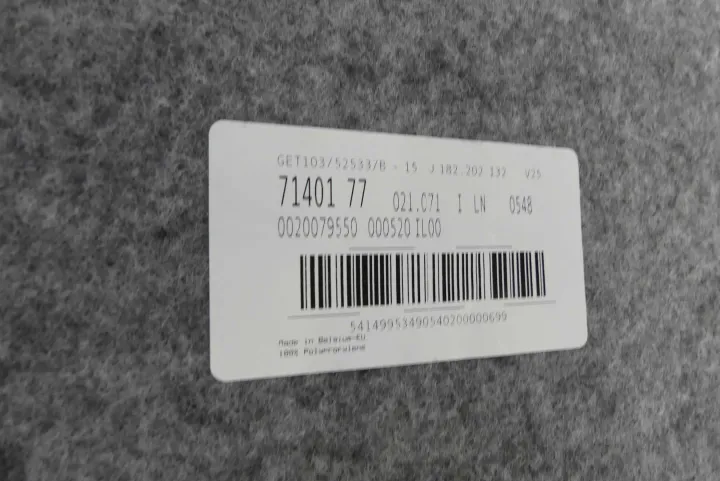 GET103/52533/B - 15 J 182.202 132 V25
71401 77 021.C71 I LN 0548
0020079550 000520 IL00
54149953490540200000699
Made in Belgium-EU
100% Polypropylene